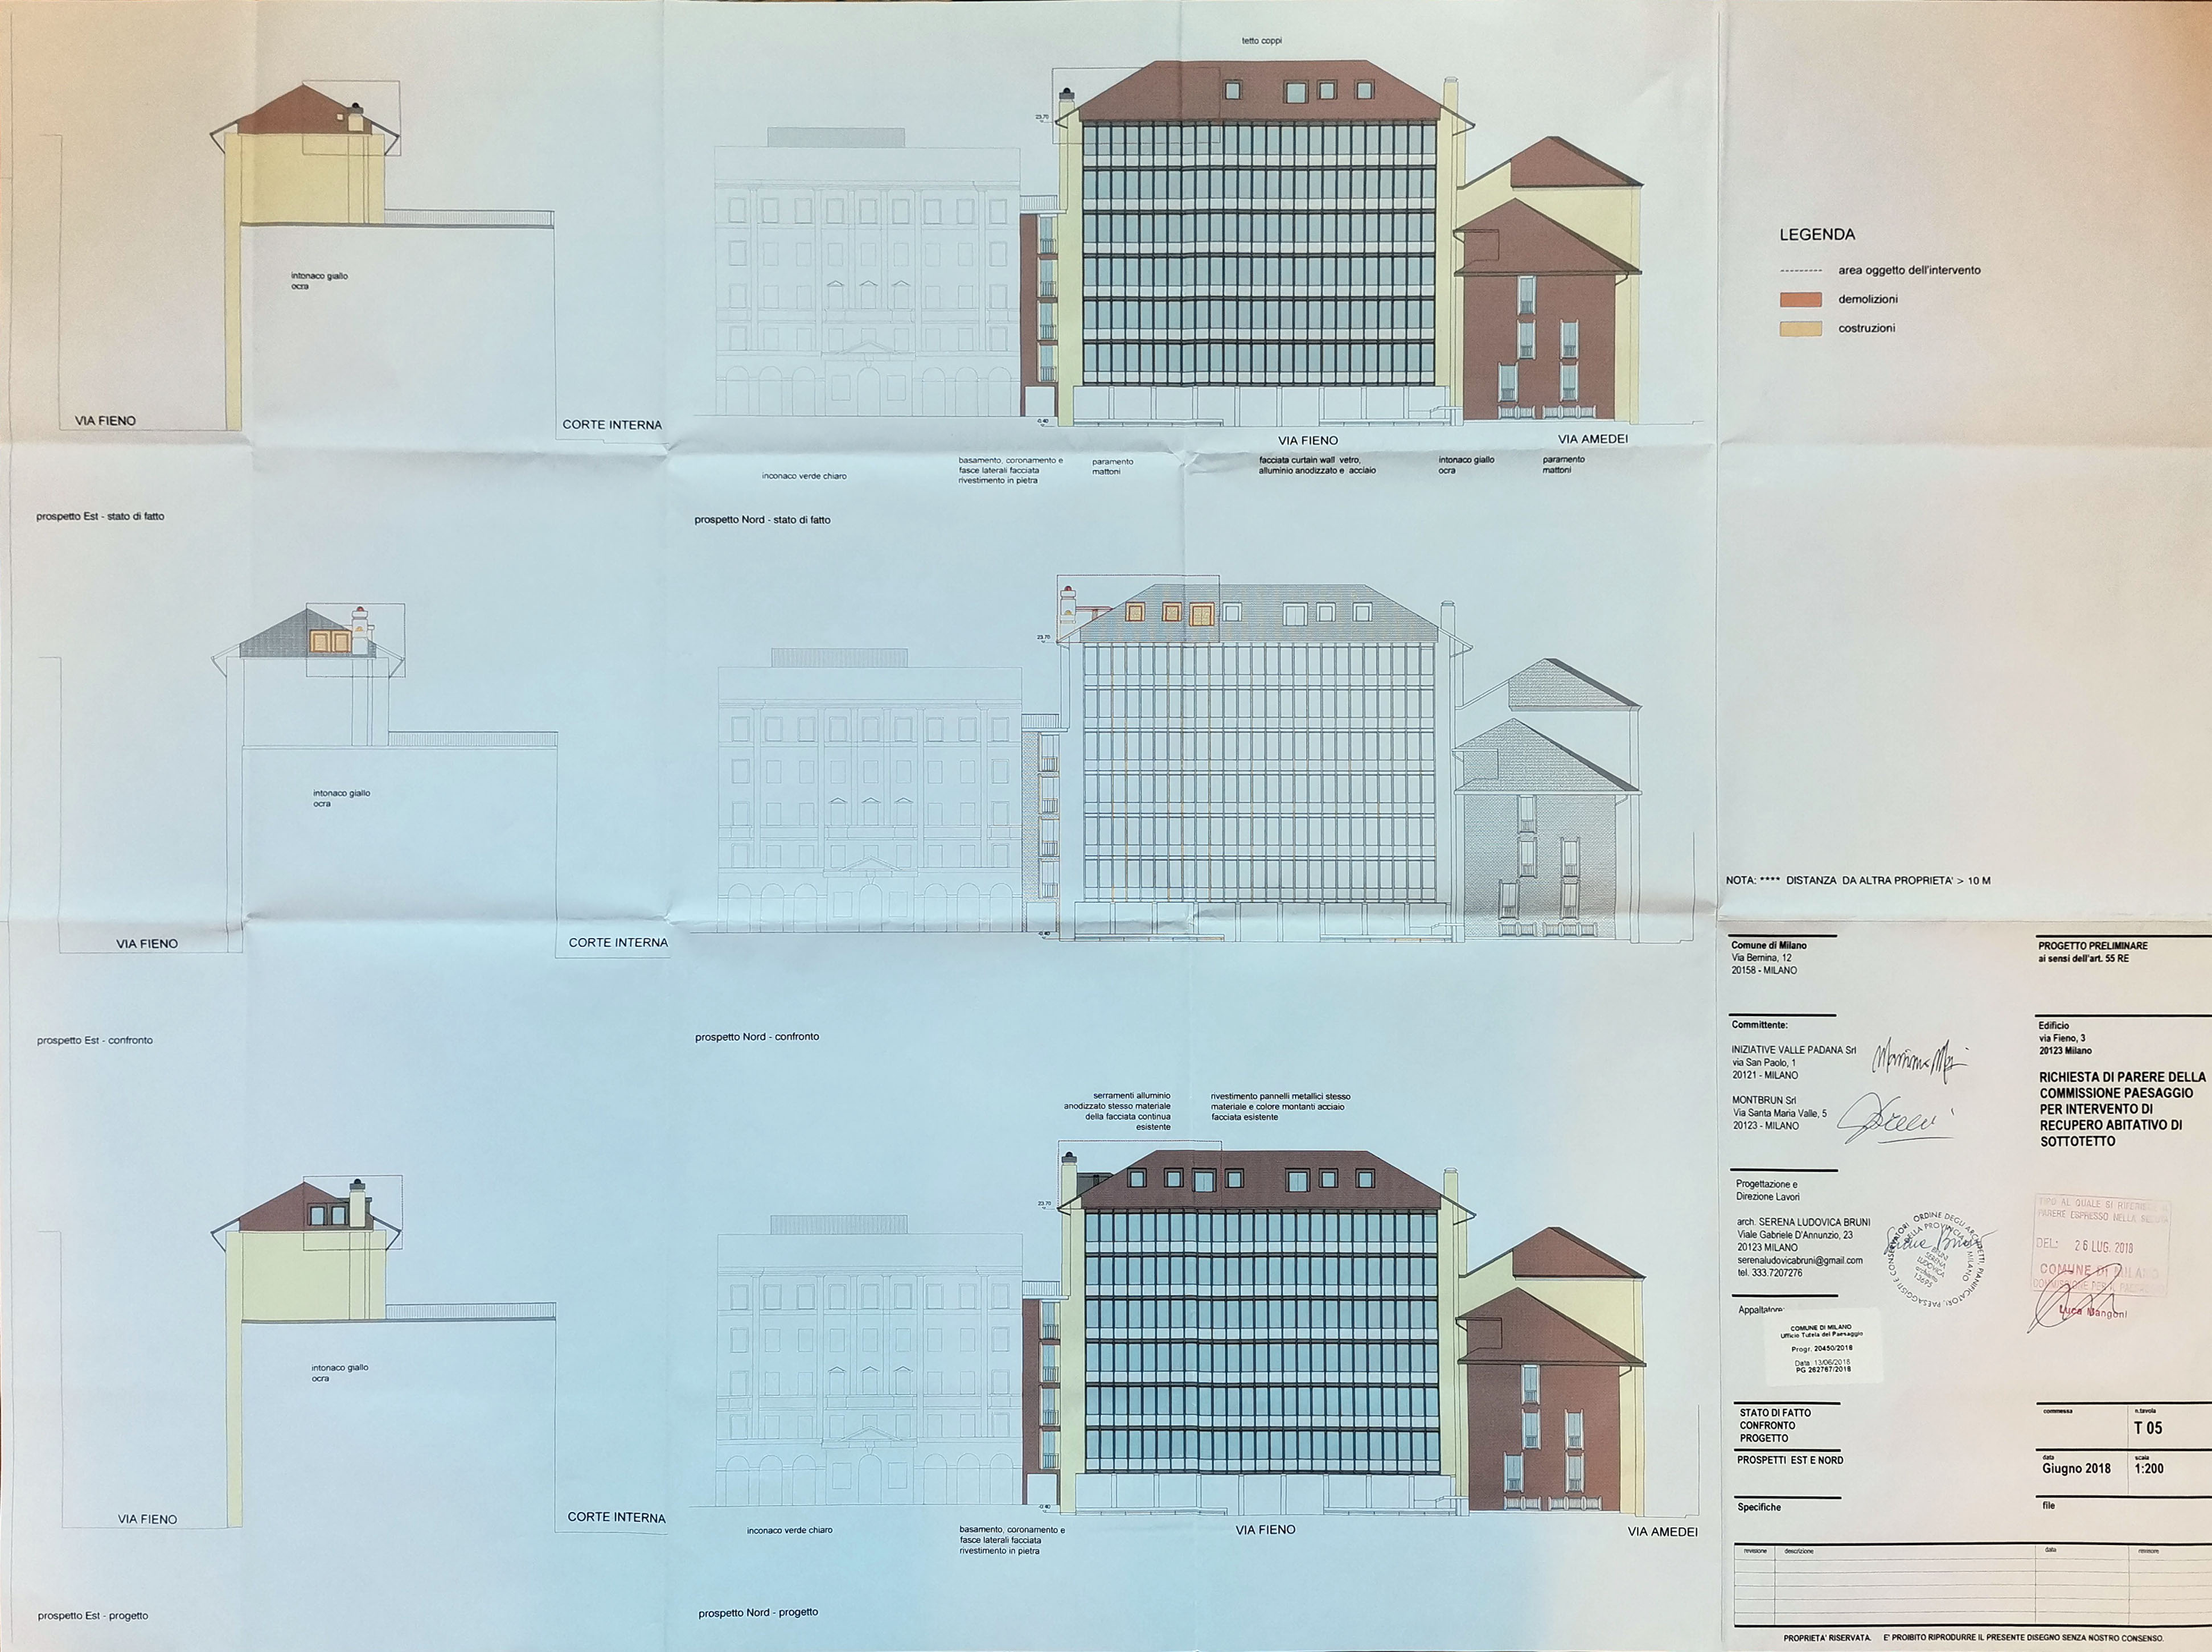 tetto coppi
23.70
intonaco giallo
ocra
VIA FIENO
CORTE INTERNA
-0.40
VIA FIENO
VIA AMEDEI
inconaco verde chiaro
basamento, coronamento e
fasce laterali facciata
rivestimento in pietra
paramento
mattoni
facciata curtain wall vetro,
alluminio anodizzato e acciaio
intonaco giallo
ocra
paramento
mattoni
prospetto Est - stato di fatto
prospetto Nord - stato di fatto
LEGENDA
area oggetto dell'intervento
demolizioni
costruzioni
23.70
intonaco giallo
ocra
VIA FIENO
CORTE INTERNA
-0.40
prospetto Est - confronto
prospetto Nord - confronto
NOTA: **** DISTANZA DA ALTRA PROPRIETA' > 10 M
serramenti alluminio
anodizzato stesso materiale
della facciata continua
esistente
rivestimento pannelli metallici stesso
materiale e colore montanti acciaio
facciata esistente
23.70
intonaco giallo
ocra
VIA FIENO
CORTE INTERNA
-0.40
inconaco verde chiaro
basamento, coronamento e
fasce laterali facciata
rivestimento in pietra
VIA FIENO
VIA AMEDEI
prospetto Est - progetto
prospetto Nord - progetto
Comune di Milano
Via Bernina, 12
20158 - MILANO
PROGETTO PRELIMINARE
ai sensi dell'art. 55 RE
Committente:
INIZIATIVE VALLE PADANA Srl
via San Paolo, 1
20121 - MILANO
MONTBRUN Srl
Via Santa Maria Valle, 5
20123 - MILANO
Edificio
via Fieno, 3
20123 Milano
RICHIESTA DI PARERE DELLA
COMMISSIONE PAESAGGIO
PER INTERVENTO DI
RECUPERO ABITATIVO DI
SOTTOTETTO
Progettazione e
Direzione Lavori
arch. SERENA LUDOVICA BRUNI
Viale Gabriele D'Annunzio, 23
20123 MILANO
serenaludovicabruni@gmail.com
tel. 333.7207276
ORDINE DEGLI ARCHITETTI, PIANIFICATORI, PAESAGGISTI E CONSERVATORI
DELLA PROVINCIA DI MILANO
BRUNI
SERENA
LUDOVICA
architetto
13695
TIPO AL QUALE SI RIFERISCE IL
PARERE ESPRESSO NELLA SEDUTA
DEL: 26 LUG. 2018
COMUNE DI MILANO
COMMISSIONE PER IL PAESAGGIO
Luca Mangoni
Appaltatore:
COMUNE DI MILANO
Ufficio Tutela del Paesaggio
Progr. 20450/2018
Data 13/06/2018
PG 262767/2018
STATO DI FATTO
CONFRONTO
PROGETTO
commessa
n.tavola
T 05
PROSPETTI EST E NORD
data
Giugno 2018
scala
1:200
Specifiche
file
revisione
descrizione
data
revisore
PROPRIETA' RISERVATA. E' PROIBITO RIPRODURRE IL PRESENTE DISEGNO SENZA NOSTRO CONSENSO.